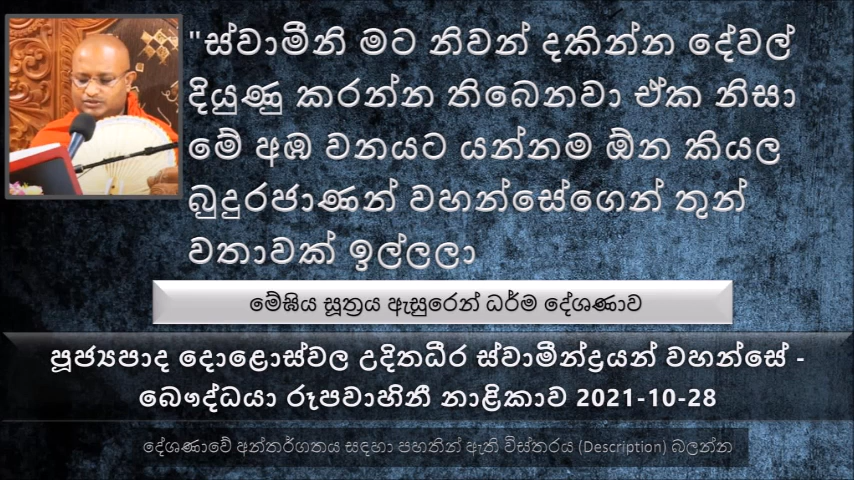 "ස්වාමීනි මට නිවන් දකින්න දේවල්
දියුණු කරන්න තිබෙනවා ඒක නිසා
මේ අඹ වනයට යන්නම ඕන කියල
බුදුරජාණන් වහන්සේගෙන් තුන්
වතාවක් ඉල්ලලා
මේඝිය සූත්‍රය ඇසුරෙන් ධර්ම දේශණාව
පූජ්‍යපාද දොළොස්වල උදිතධීර ස්වාමීන්ද්‍රයන් වහන්සේ -
බෞද්ධයා රූපවාහිනී නාළිකාව 2021-10-28
දේශණාවේ අන්තර්ගතය සඳහා පහතින් ඇති විස්තරය (Description) බලන්න